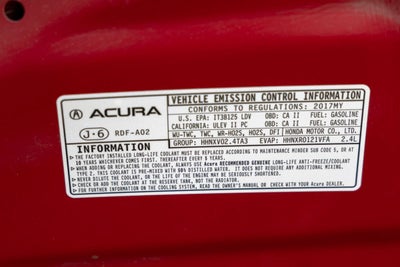 ACURA
J-6 RDF-A02
VEHICLE EMISSION CONTROL INFORMATION
CONFORMS TO REGULATIONS: 2017MY
U.S. EPA: IT3B125 LDV OBD: CA II FUEL: GASOLINE
CALIFORNIA: ULEV II PC OBD: CA II FUEL: GASOLINE
WU-TWC, TWC, WR-HO2S, HO2S, DFI HONDA MOTOR CO., LTD.
GROUP: HHNXV02.4TA3 EVAP: HHNXR0121VFA 2.4L
INFORMATION
THE FACTORY INSTALLED LONG-LIFE COOLANT MUST BE REPLACED ACCORDING TO MAINTENANCE MINDER SUB CODE 5, OR AT
10 YEARS WHICHEVER COMES FIRST, THEREAFTER EVERY 5 YEARS.
WHEN ADDING OR REPLACING THE COOLANT, ALWAYS USE Acura RECOMMENDED GENUINE LONG-LIFE ANTI-FREEZE/COOLANT
TYPE 2. THIS COOLANT IS PRE-MIXED WITH 50% DISTILLED WATER. IT DOES NOT REQUIRE ANY ADDITIONAL MIXING.
NEVER DILUTE THE COOLANT, OR THE LIFE OF THE ENGINE MAY BE SERIOUSLY SHORTENED.
CHECK OR ADD THE COOLANT AT THE RESERVE TANK, NOT AT THE RADIATOR.
FOR FURTHER INFORMATION ON THE COOLING SYSTEM, READ THE OWNER'S MANUAL OR CHECK WITH AN Acura DEALER.